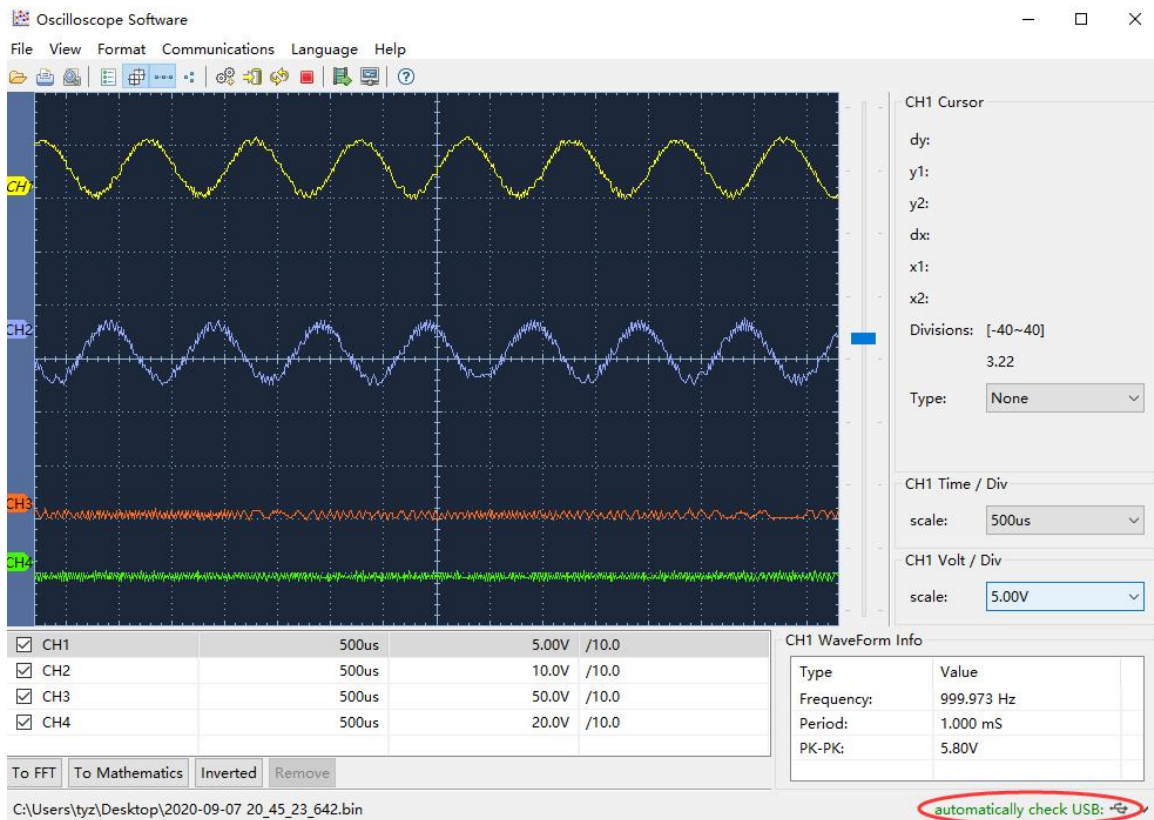 Oscilloscope Software
File View Format Communications Language Help
CH1 Cursor
dy:
y1:
y2:
dx:
x1:
x2:
Divisions: [-40~40]
3.22
Type: None
CH
CH2
CH3
CH4
CH1 Time / Div
scale: 500us
CH1 Volt / Div
scale: 5.00V
CH1 500us 5.00V /10.0
CH2 500us 10.0V /10.0
CH3 500us 50.0V /10.0
CH4 500us 20.0V /10.0
CH1 WaveForm Info
Type Value
Frequency: 999.973 Hz
Period: 1.000 mS
PK-PK: 5.80V
To FFT To Mathematics Inverted Remove
C:\Users\tyz\Desktop\2020-09-07 20_45_23_642.bin automatically check USB: